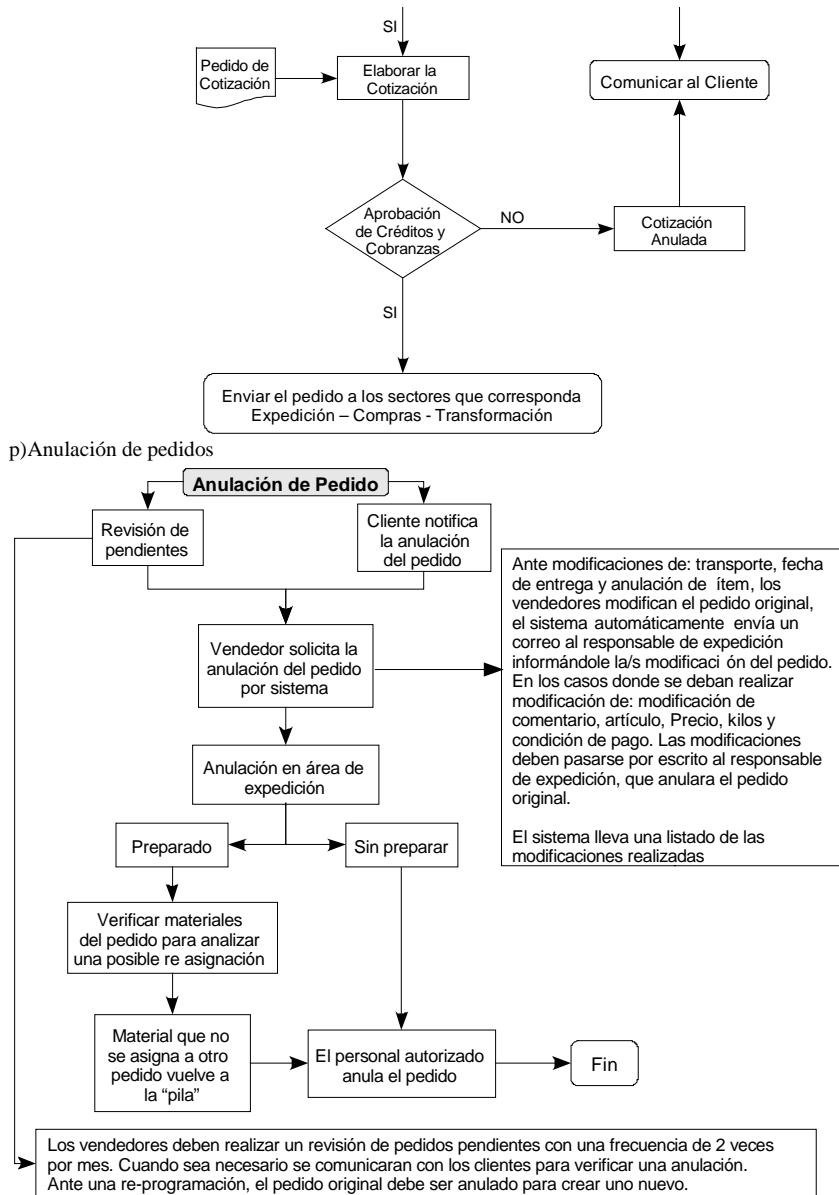 SI
Pedido de
Cotización
Elaborar la
Cotización
Comunicar al Cliente
Aprobación
de Créditos y
Cobranzas
NO
Cotización
Anulada
SI
Enviar el pedido a los sectores que corresponda
Expedición – Compras - Transformación
p)Anulación de pedidos
Anulación de Pedido
Revisión de
pendientes
Cliente notifica
la anulación
del pedido
Vendedor solicita la
anulación del pedido
por sistema
Ante modificaciones de: transporte, fecha
de entrega y anulación de ítem, los
vendedores modifican el pedido original,
el sistema automáticamente envía un
correo al responsable de expedición
informándole la/s modificaci ón del pedido.
En los casos donde se deban realizar
modificación de: modificación de
comentario, artículo, Precio, kilos y
condición de pago. Las modificaciones
deben pasarse por escrito al responsable
de expedición, que anulara el pedido
original.
El sistema lleva una listado de las
modificaciones realizadas
Anulación en área de
expedición
Preparado
Sin preparar
Verificar materiales
del pedido para analizar
una posible re asignación
Material que no
se asigna a otro
pedido vuelve a
la “pila”
El personal autorizado
anula el pedido
Fin
Los vendedores deben realizar un revisión de pedidos pendientes con una frecuencia de 2 veces
por mes. Cuando sea necesario se comunicaran con los clientes para verificar una anulación.
Ante una re-programación, el pedido original debe ser anulado para crear uno nuevo.